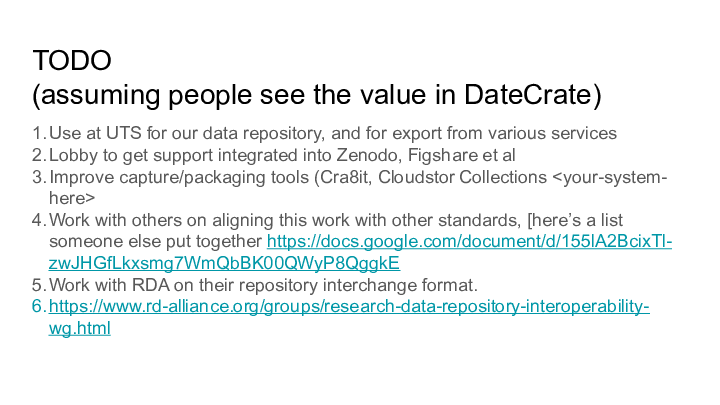 TODO
(assuming people see the value in DateCrate)
1. Use at UTS for our data repository, and for export from various services
2. Lobby to get support integrated into Zenodo, Figshare et al
3. Improve capture/packaging tools (Cra8it, Cloudstor Collections <your-system-
here>
4. Work with others on aligning this work with other standards, [here’s a list
someone else put together https://docs.google.com/document/d/155lA2BcixTl-
zwJHGfLkxsmg7WmQbBK00QWyP8QggkE
5. Work with RDA on their repository interchange format.
6. https://www.rd-alliance.org/groups/research-data-repository-interoperability-
wg.html